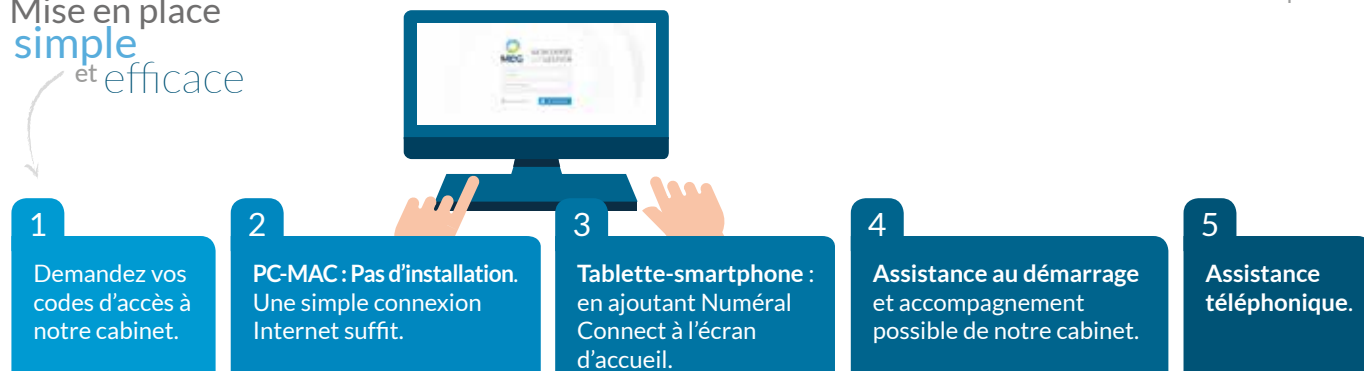 Mise en place
simple
et efficace
MEG
1
Demandez vos
codes d'accès à
notre cabinet.
2
PC-MAC : Pas d'installation.
Une simple connexion
Internet suffit.
3
Tablette-smartphone :
en ajoutant Numéral
Connect à l'écran
d'accueil.
4
Assistance au démarrage
et accompagnement
possible de notre cabinet.
5
Assistance
téléphonique.